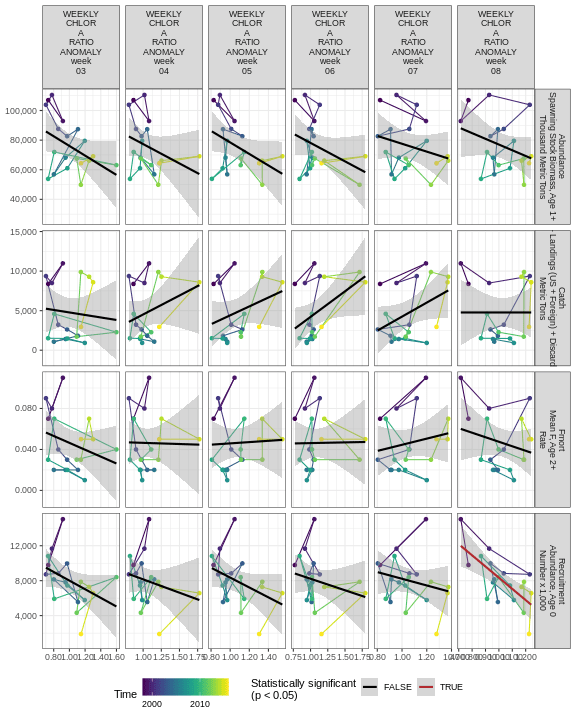 WEEKLY CHLOR A RATIO ANOMALY week 03
WEEKLY CHLOR A RATIO ANOMALY week 04
WEEKLY CHLOR A RATIO ANOMALY week 05
WEEKLY CHLOR A RATIO ANOMALY week 06
WEEKLY CHLOR A RATIO ANOMALY week 07
WEEKLY CHLOR A RATIO ANOMALY week 08
100,000
80,000
60,000
40,000
Abundance
Spawning Stock Biomass, Age 1+
Thousand Metric Tons
15,000
10,000
5,000
0
Catch
Landings (US + Foreign) + Discard
Metric Tons
0.080
0.040
0.000
Fmort
Mean F, Age 2+
Rate
12,000
8,000
4,000
Recruitment
Abundance, Age 0
Number x 1,000
0.80 1.00 1.20 1.40 1.60
1.00 1.25 1.50 1.75
0.80 1.00 1.20 1.40
0.75 1.00 1.25 1.50 1.75
0.80 1.00 1.20
Time
2000 2010
Statistically significant
(p < 0.05)
FALSE
TRUE